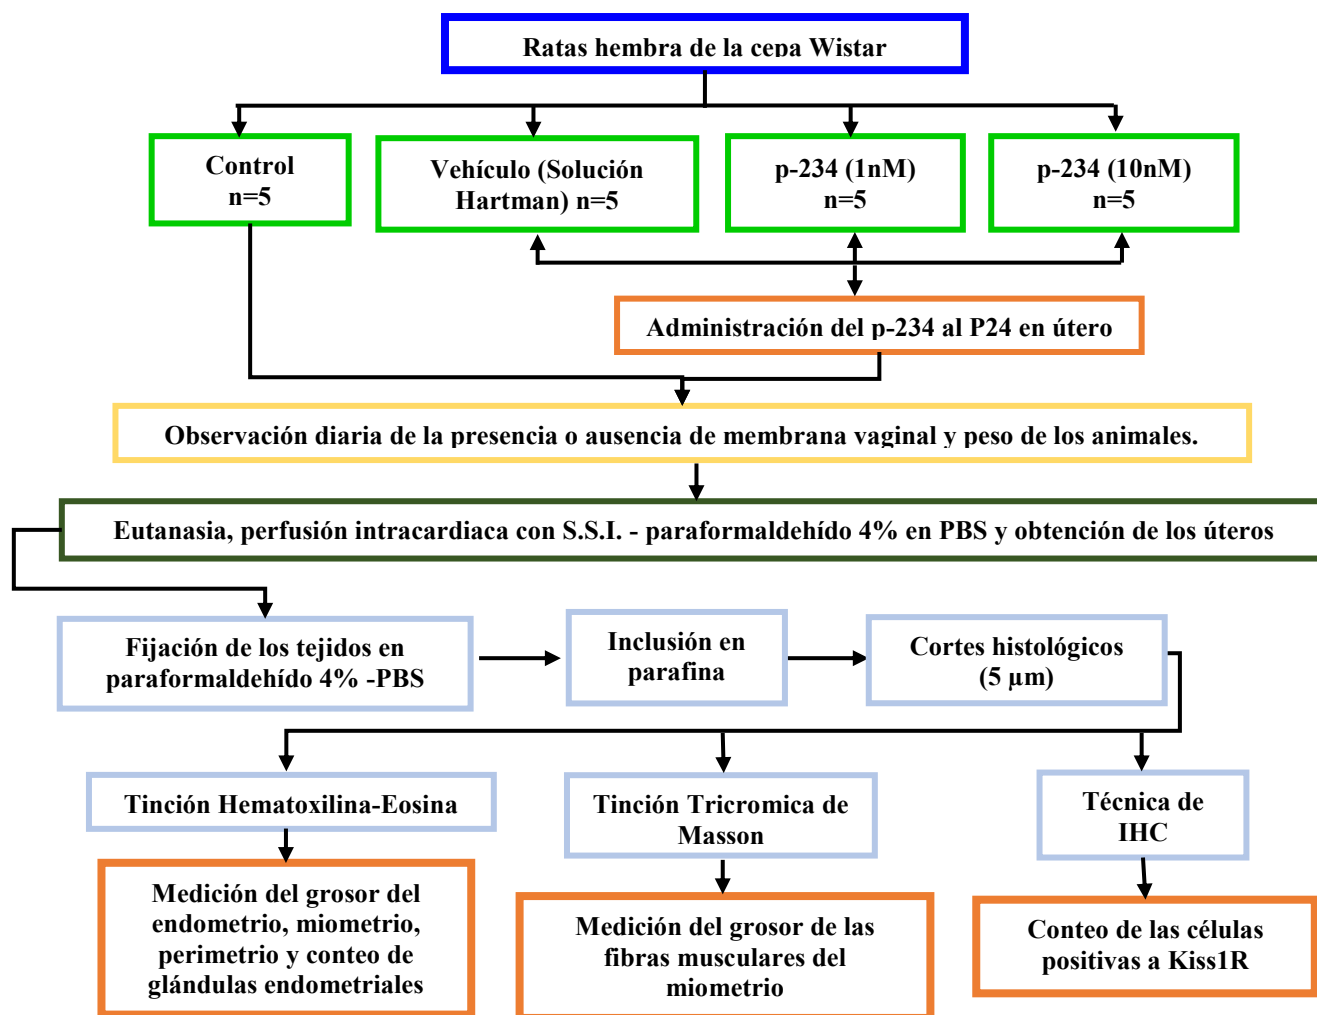 Ratas hembra de la cepa Wistar
Control
n=5
Vehículo (Solución
Hartman) n=5
p-234 (1nM)
n=5
p-234 (10nM)
n=5
Administración del p-234 al P24 en útero
Observación diaria de la presencia o ausencia de membrana vaginal y peso de los animales.
Eutanasia, perfusión intracardiaca con S.S.I. - paraformaldehído 4% en PBS y obtención de los úteros
Fijación de los tejidos en
paraformaldehído 4% -PBS
Inclusión en
parafina
Cortes histológicos
(5 µm)
Tinción Hematoxilina-Eosina
Tinción Tricromica de
Masson
Técnica de
IHC
Medición del grosor del
endometrio, miometrio,
perimetrio y conteo de
glándulas endometriales
Medición del grosor de las
fibras musculares del
miometrio
Conteo de las células
positivas a Kiss1R